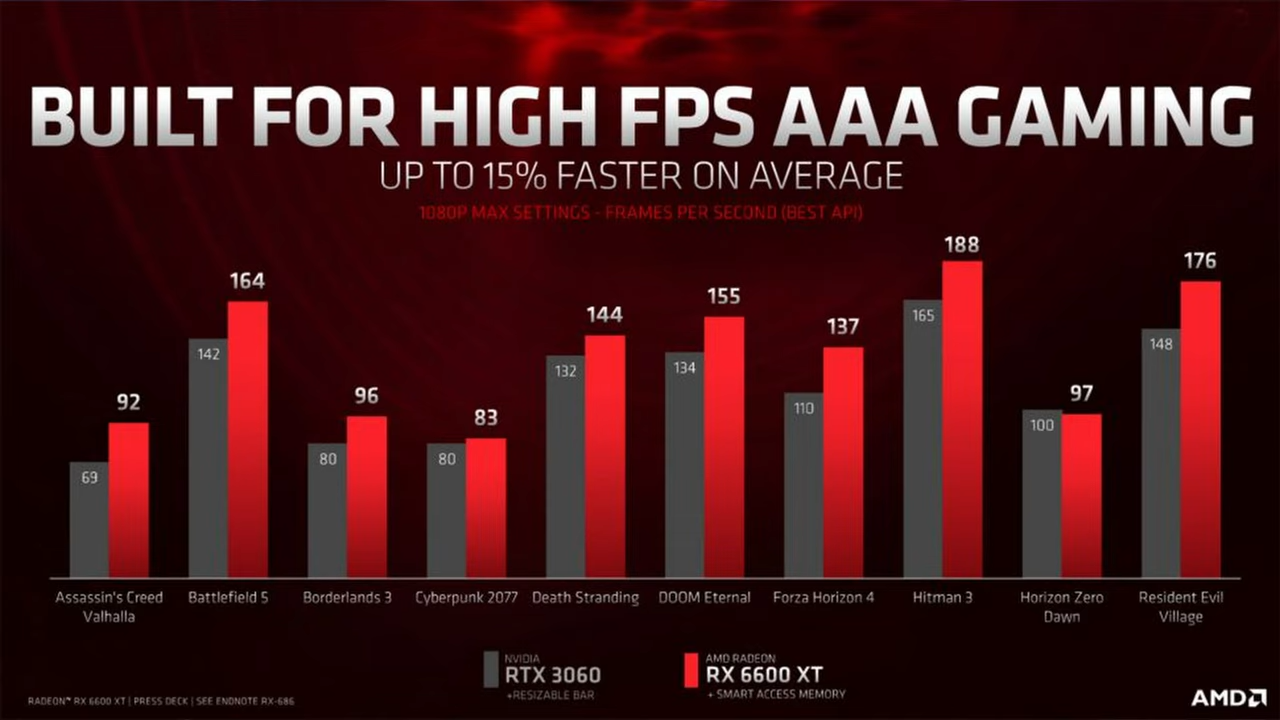 BUILT FOR HIGH FPS AAA GAMING
UP TO 15% FASTER ON AVERAGE
1080P MAX SETTINGS - FRAMES PER SECOND (BEST API)
69
92
142
164
80
96
80
83
132
144
134
155
110
137
165
188
100
97
148
176
Assassin's Creed
Valhalla
Battlefield 5
Borderlands 3
Cyberpunk 2077
Death Stranding
DOOM Eternal
Forza Horizon 4
Hitman 3
Horizon Zero
Dawn
Resident Evil
Village
NVIDIA
RTX 3060
+RESIZABLE BAR
AMD RADEON
RX 6600 XT
+ SMART ACCESS MEMORY
RADEON™ RX 6600 XT | PRESS DECK | SEE ENDNOTE RX-686
AMD